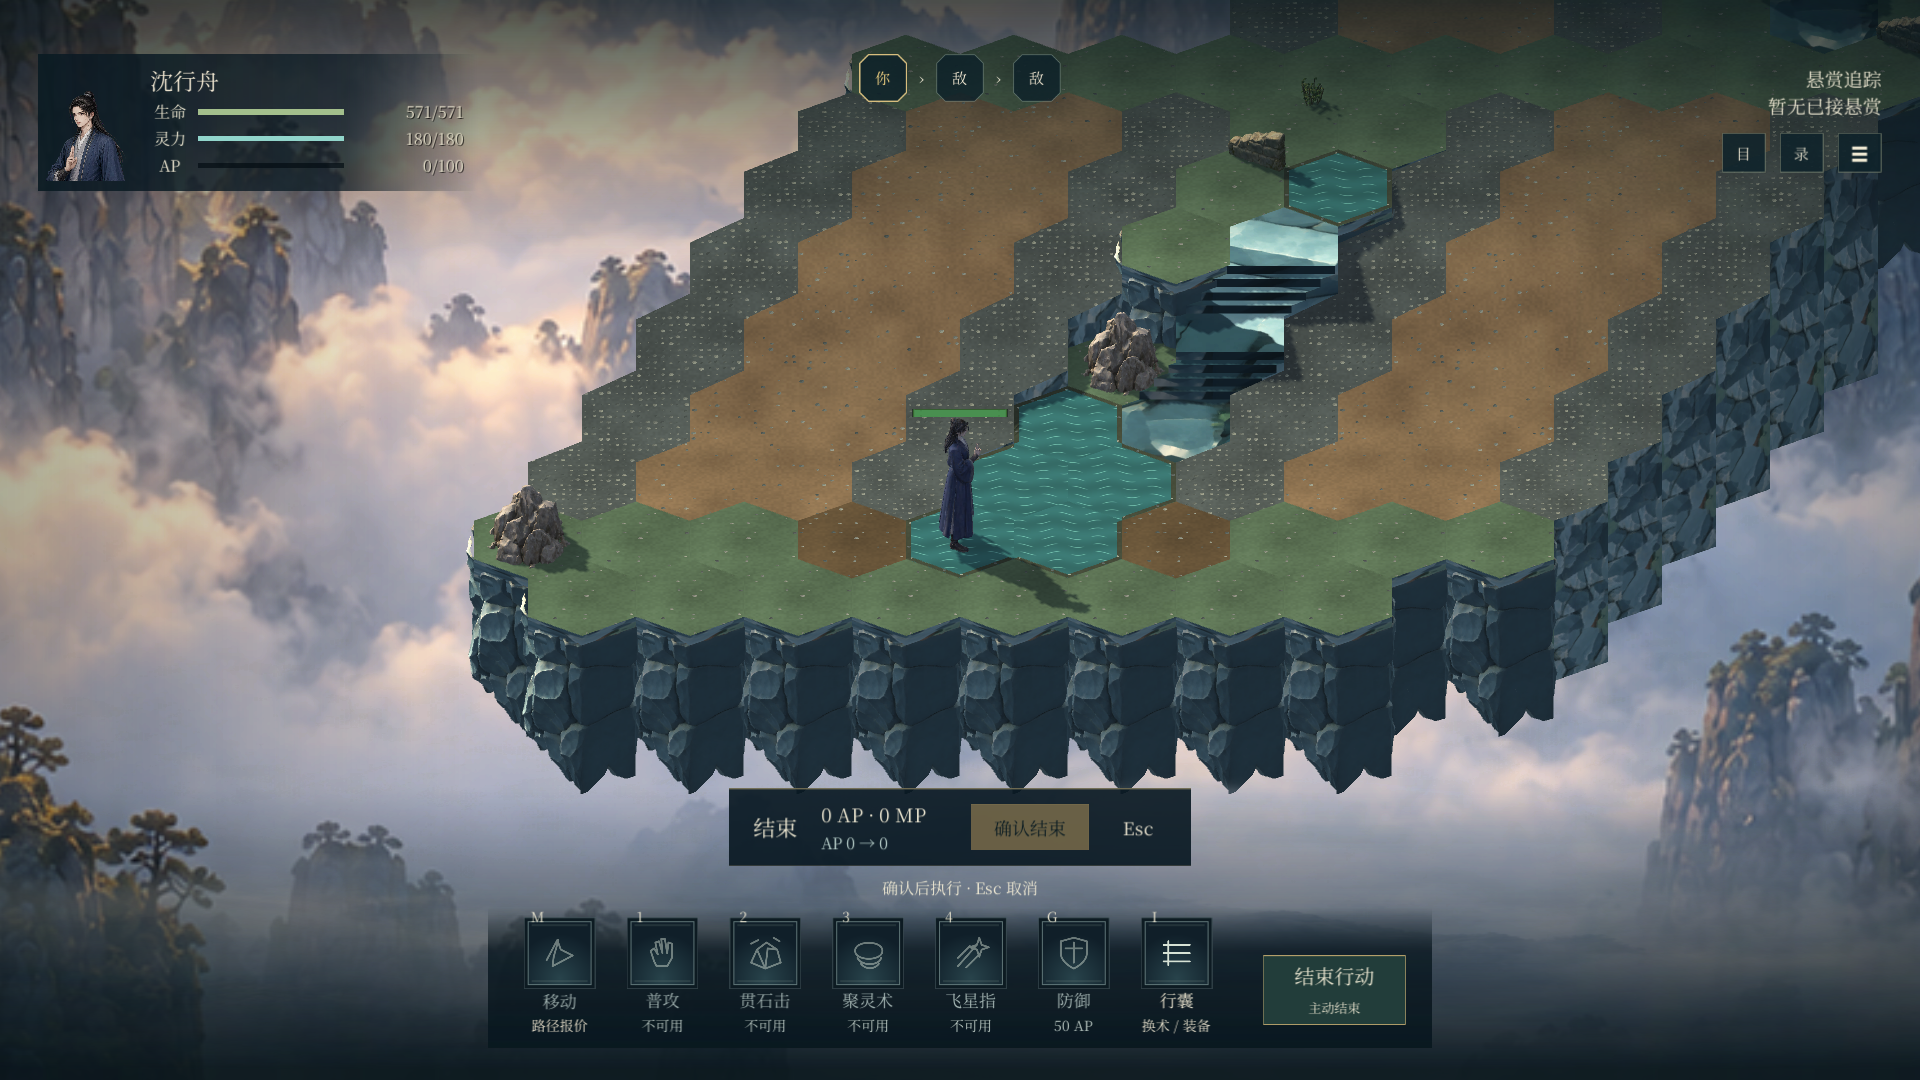 沈行舟
生命 571/571
灵力 180/180
AP 0/100
你 › 敌 › 敌
悬赏追踪
暂无已接悬赏
目 录
结束 0 AP · 0 MP 确认结束 Esc
AP 0 → 0
确认后执行 · Esc 取消
M 1 2 3 4 G I
移动 普攻 贯石击 聚灵术 飞星指 防御 行囊
路径报价 不可用 不可用 不可用 不可用 50 AP 换术 / 装备
结束行动
主动结束